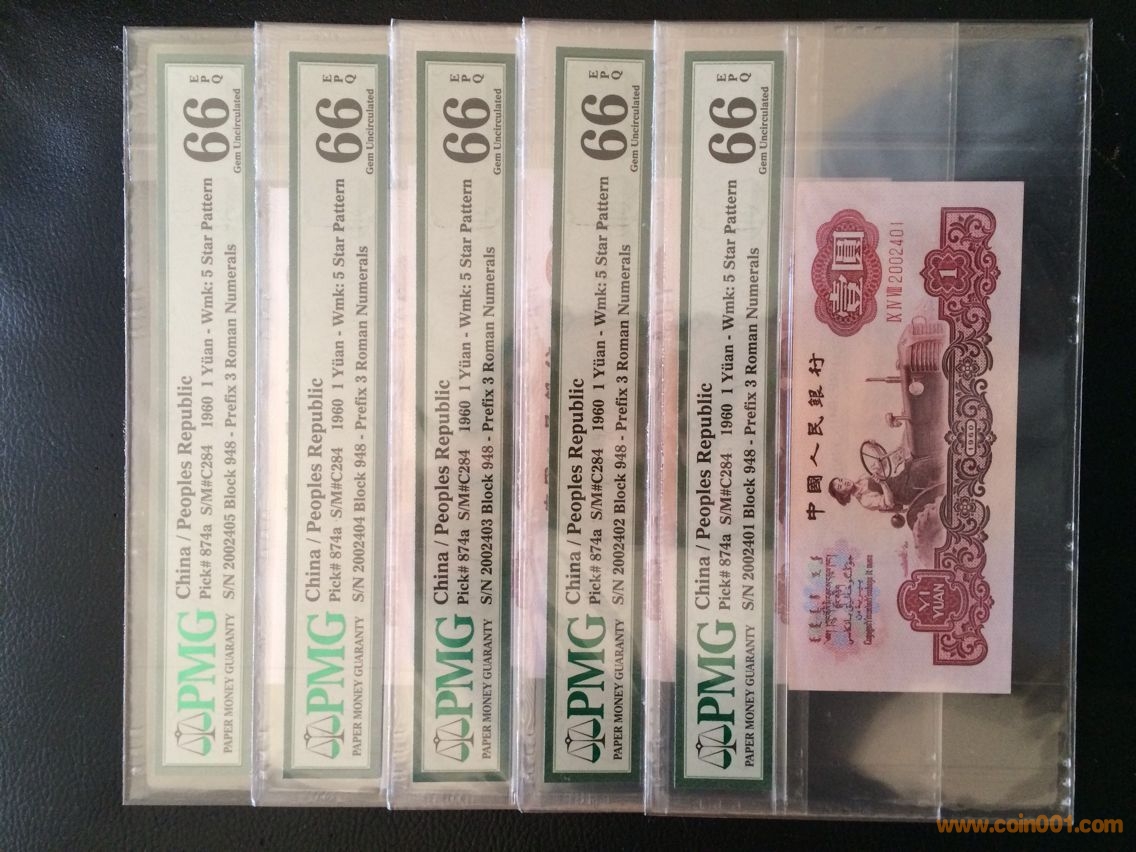 PMG
PAPER MONEY GUARANTY
China / Peoples Republic
Pick# 874a S/M#C284 1960 1 Yüan - Wmk: 5 Star Pattern
S/N 2002405 Block 948 - Prefix 3 Roman Numerals
66 EPQ
Gem Uncirculated
PMG
PAPER MONEY GUARANTY
China / Peoples Republic
Pick# 874a S/M#C284 1960 1 Yüan - Wmk: 5 Star Pattern
S/N 2002404 Block 948 - Prefix 3 Roman Numerals
66 EPQ
Gem Uncirculated
PMG
PAPER MONEY GUARANTY
China / Peoples Republic
Pick# 874a S/M#C284 1960 1 Yüan - Wmk: 5 Star Pattern
S/N 2002403 Block 948 - Prefix 3 Roman Numerals
66 EPQ
Gem Uncirculated
PMG
PAPER MONEY GUARANTY
China / Peoples Republic
Pick# 874a S/M#C284 1960 1 Yüan - Wmk: 5 Star Pattern
S/N 2002402 Block 948 - Prefix 3 Roman Numerals
66 EPQ
Gem Uncirculated
PMG
PAPER MONEY GUARANTY
China / Peoples Republic
Pick# 874a S/M#C284 1960 1 Yüan - Wmk: 5 Star Pattern
S/N 2002401 Block 948 - Prefix 3 Roman Numerals
66 EPQ
Gem Uncirculated
中國人民銀行
壹圓
IX IV VIII 2002401
YI YUAN
1960
1
www.coin001.com